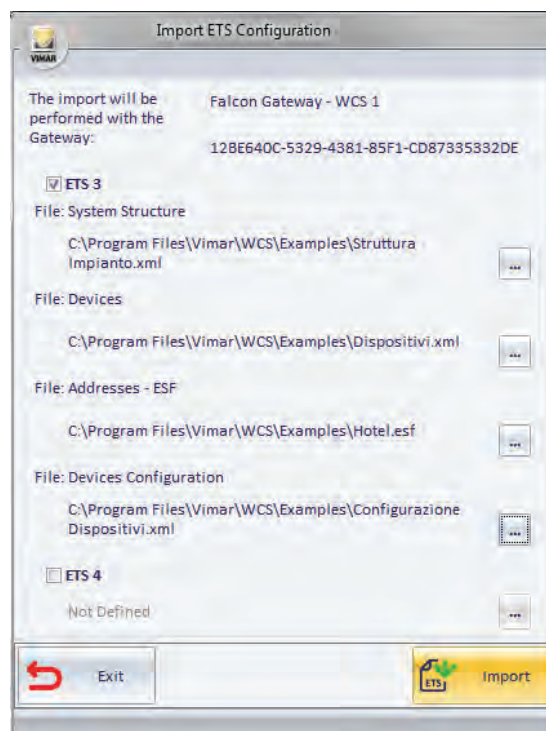 Import ETS Configuration
VIMAR
The import will be
performed with the
Gateway:
Falcon Gateway - WCS 1
12BE640C-5329-4381-85F1-CD87335332DE
ETS 3
File: System Structure
C:\Program Files\Vimar\WCS\Examples\Struttura
Impianto.xml
...
File: Devices
C:\Program Files\Vimar\WCS\Examples\Dispositivi.xml
...
File: Addresses - ESF
C:\Program Files\Vimar\WCS\Examples\Hotel.esf
...
File: Devices Configuration
C:\Program Files\Vimar\WCS\Examples\Configurazione
Dispositivi.xml
...
ETS 4
Not Defined
...
Exit
ETS
Import